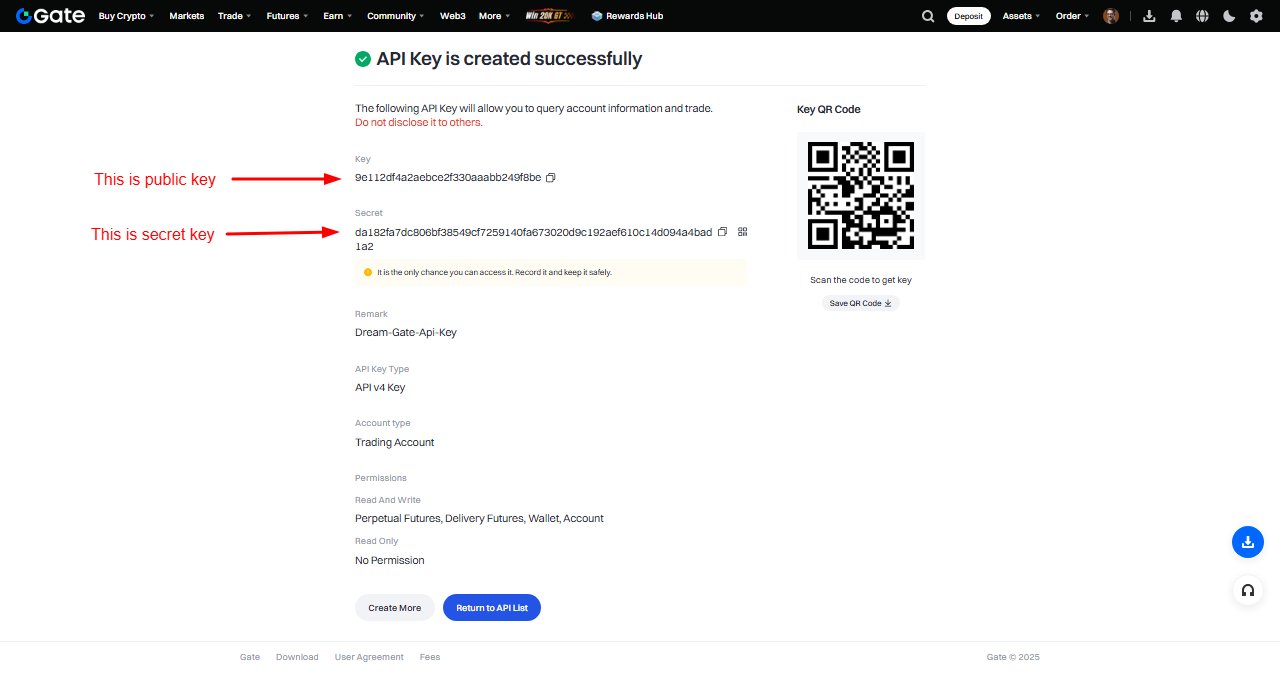 Gate Buy Crypto Markets Trade Futures Earn Community Web3 More Win 20K GT Rewards Hub Deposit Assets Order
API Key is created successfully
The following API Key will allow you to query account information and trade.
Do not disclose it to others.
Key QR Code
Key
This is public key
9e112df4a2aebce2f330aaabb249f8be
Secret
This is secret key
da182fa7dc806bf38549cf7259140fa673020d9c192aef610c14d094a4bad
1a2
It is the only chance you can access it. Record it and keep it safely.
Scan the code to get key
Save QR Code
Remark
Dream-Gate-Api-Key
API Key Type
API v4 Key
Account type
Trading Account
Permissions
Read And Write
Perpetual Futures, Delivery Futures, Wallet, Account
Read Only
No Permission
Create More Return to API List
Gate Download User Agreement Fees Gate © 2025